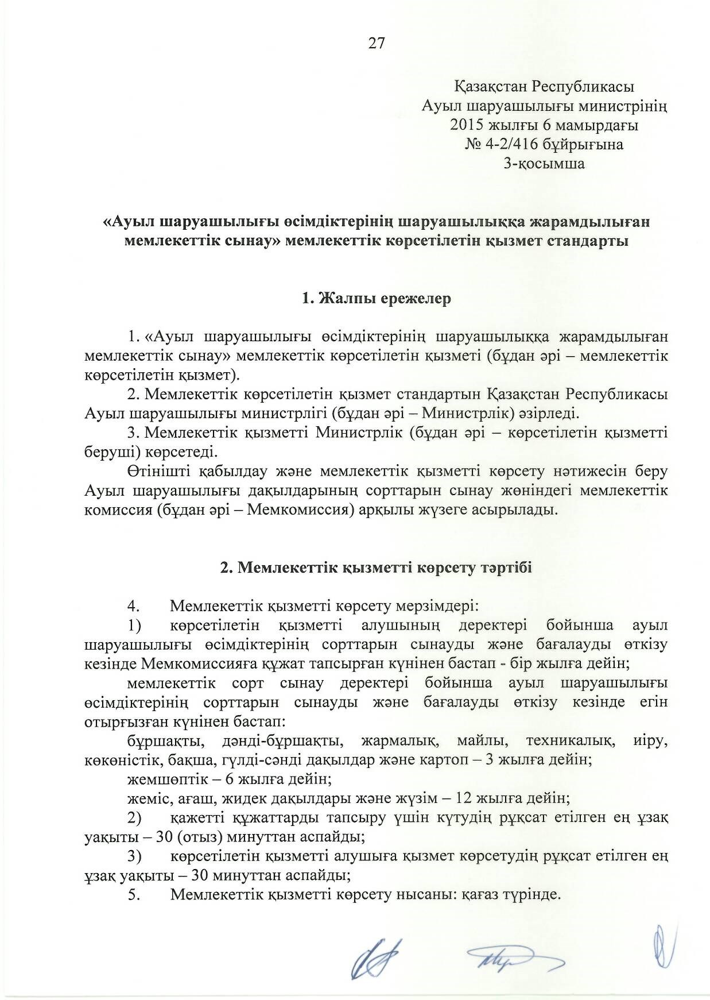 27
Қазақстан Республикасы
Ауыл шаруашылығы министрінің
2015 жылғы 6 мамырдағы
№ 4-2/416 бұйрығына
3-қосымша
«Ауыл шаруашылығы өсімдіктерінің шаруашылыққа жарамдылыған
мемлекеттік сынау» мемлекеттік көрсетілетін қызмет стандарты
1. Жалпы ережелер
1. «Ауыл шаруашылығы өсімдіктерінің шаруашылыққа жарамдылыған
мемлекеттік сынау» мемлекеттік көрсетілетін қызметі (бұдан әрі – мемлекеттік
көрсетілетін қызмет).
2. Мемлекеттік көрсетілетін қызмет стандартын Қазақстан Республикасы
Ауыл шаруашылығы министрлігі (бұдан әрі – Министрлік) әзірледі.
3. Мемлекеттік қызметті Министрлік (бұдан әрі – көрсетілетін қызметті
беруші) көрсетеді.
Өтінішті қабылдау және мемлекеттік қызметті көрсету нәтижесін беру
Ауыл шаруашылығы дақылдарының сорттарын сынау жөніндегі мемлекеттік
комиссия (бұдан әрі – Мемкомиссия) арқылы жүзеге асырылады.
2. Мемлекеттік қызметті көрсету тәртібі
4. Мемлекеттік қызметті көрсету мерзімдері:
1) көрсетілетін қызметті алушының деректері бойынша ауыл
шаруашылығы өсімдіктерінің сорттарын сынауды және бағалауды өткізу
кезінде Мемкомиссияға құжат тапсырған күнінен бастап - бір жылға дейін;
мемлекеттік сорт сынау деректері бойынша ауыл шаруашылығы
өсімдіктерінің сорттарын сынауды және бағалауды өткізу кезінде егін
отырғызған күнінен бастап:
бұршақты, дәнді-бұршақты, жармалық, майлы, техникалық, иіру,
көкөністік, бақша, гүлді-сәнді дақылдар және картоп – 3 жылға дейін;
жемшөптік – 6 жылға дейін;
жеміс, ағаш, жидек дақылдары және жүзім – 12 жылға дейін;
2) қажетті құжаттарды тапсыру үшін күтудің рұқсат етілген ең ұзақ
уақыты – 30 (отыз) минуттан аспайды;
3) көрсетілетін қызметті алушыға қызмет көрсетудің рұқсат етілген ең
ұзақ уақыты – 30 минуттан аспайды;
5. Мемлекеттік қызметті көрсету нысаны: қағаз түрінде.